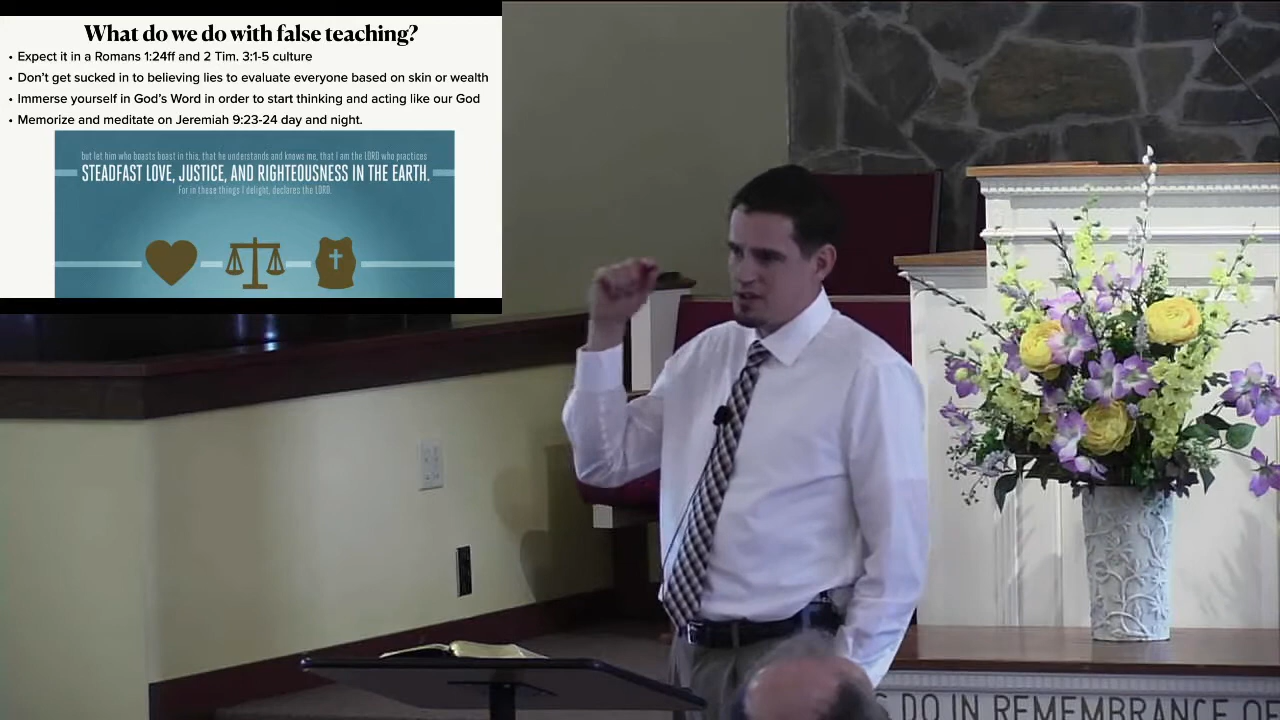 What do we do with false teaching?
• Expect it in a Romans 1:24ff and 2 Tim. 3:1-5 culture
• Don't get sucked in to believing lies to evaluate everyone based on skin or wealth
• Immerse yourself in God's Word in order to start thinking and acting like our God
• Memorize and meditate on Jeremiah 9:23-24 day and night.
but let him who boasts boast in this, that he understands and knows me, that I am the LORD who practices
STEADFAST LOVE, JUSTICE, AND RIGHTEOUSNESS IN THE EARTH.
For in these things I delight, declares the LORD.
S DO IN REMEMBRANCE OF